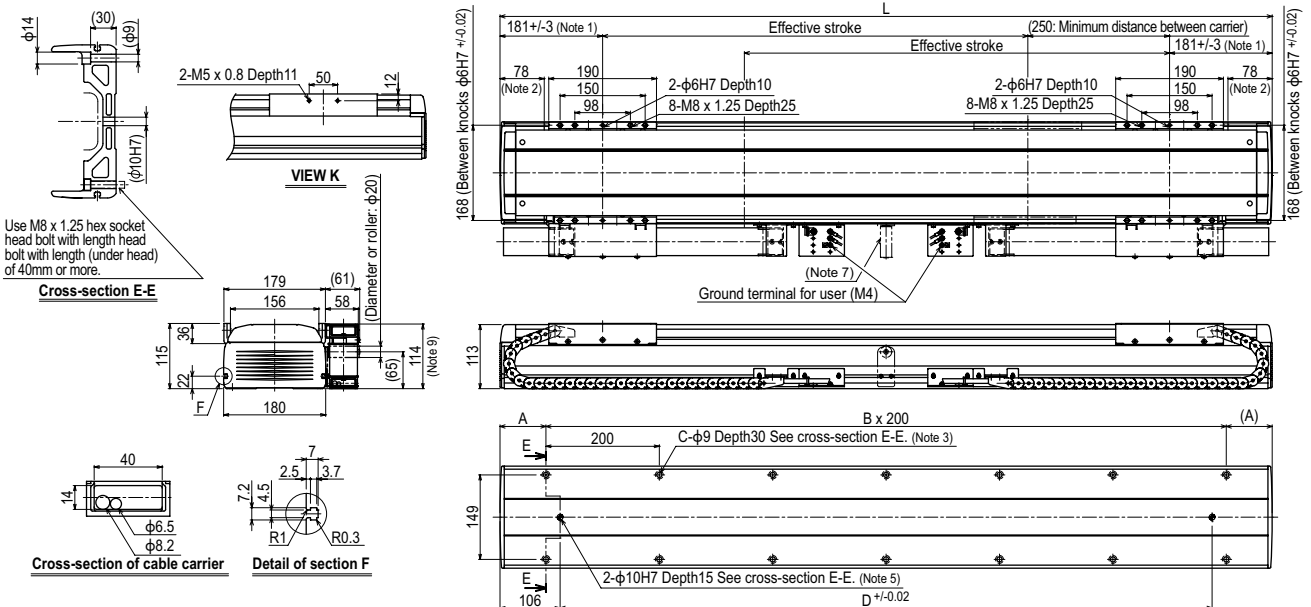 ϕ14
(30)
(ϕ9)
(ϕ10H7)
Use M8 x 1.25 hex socket
head bolt with length head
bolt with length (under head)
of 40mm or more.
Cross-section E-E
2-M5 x 0.8 Depth11
50
12
VIEW K
179
(61)
156
58
(Diameter or roller: ϕ20)
115
36
22
F
180
(65)
114
(Note 9)
40
14
ϕ6.5
ϕ8.2
Cross-section of cable carrier
7
2.5
3.7
7.2
4.5
R1
R0.3
Detail of section F
L
181+/-3 (Note 1)
Effective stroke
(250: Minimum distance between carrier)
Effective stroke
181+/-3 (Note 1)
78
(Note 2)
190
150
98
2-ϕ6H7 Depth10
8-M8 x 1.25 Depth25
2-ϕ6H7 Depth10
8-M8 x 1.25 Depth25
190
150
98
78
(Note 2)
168 (Between knocks ϕ6H7 +/-0.02)
168 (Between knocks ϕ6H7 +/-0.02)
(Note 7)
Ground terminal for user (M4)
113
A
B x 200
(A)
E
200
C-ϕ9 Depth30 See cross-section E-E. (Note 3)
149
2-ϕ10H7 Depth15 See cross-section E-E. (Note 5)
E
106
D +/-0.02